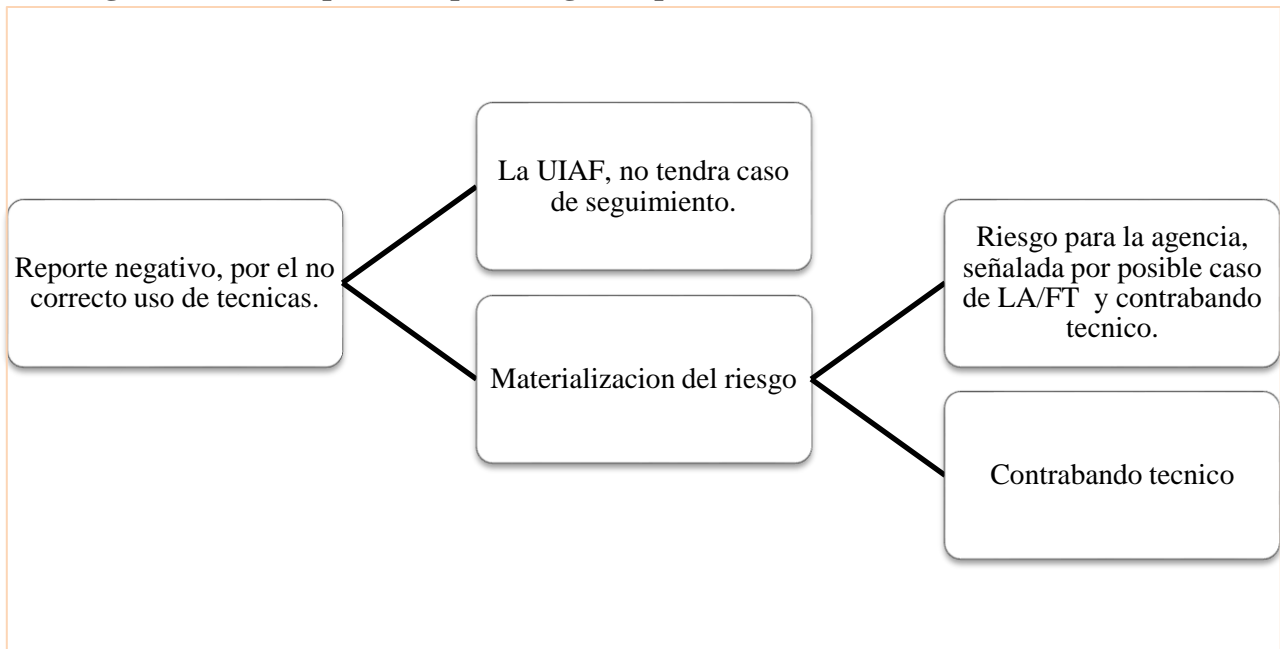 Reporte negativo, por el no
correcto uso de tecnicas.
La UIAF, no tendra caso
de seguimiento.
Materializacion del riesgo
Riesgo para la agencia,
señalada por posible caso
de LA/FT y contrabando
tecnico.
Contrabando tecnico